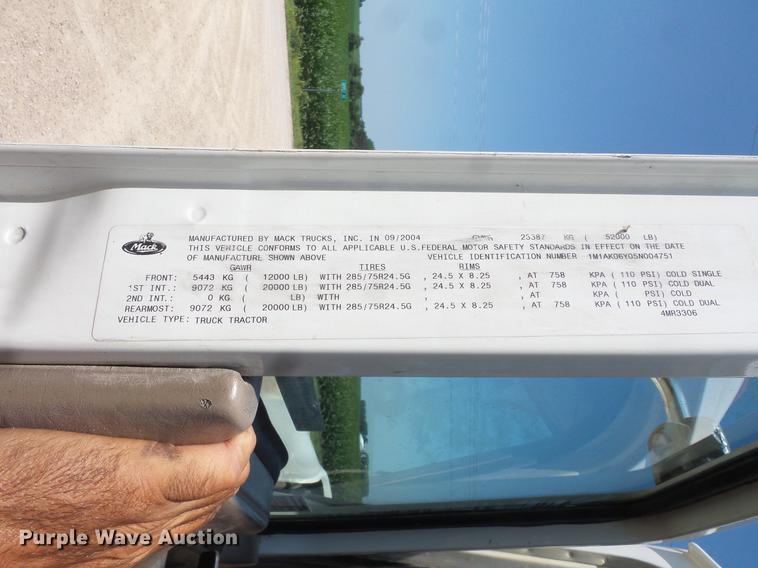 Mack
MANUFACTURED BY MACK TRUCKS, INC. IN 09/2004 GVWR 23387 KG ( 52000 LB)
THIS VEHICLE CONFORMS TO ALL APPLICABLE U.S.FEDERAL MOTOR SAFETY STANDARDS IN EFFECT ON THE DATE
OF MANUFACTURE SHOWN ABOVE VEHICLE IDENTIFICATION NUMBER 1M1AK06Y05N004751
GAWR TIRES RIMS
FRONT: 5443 KG ( 12000 LB) WITH 285/75R24.5G , 24.5 X 8.25 , AT 758 KPA ( 110 PSI) COLD SINGLE
1ST INT.: 9072 KG ( 20000 LB) WITH 285/75R24.5G , 24.5 X 8.25 , AT 758 KPA ( 110 PSI) COLD DUAL
2ND INT.: 0 KG ( LB) WITH , , AT KPA ( PSI) COLD
REARMOST: 9072 KG ( 20000 LB) WITH 285/75R24.5G , 24.5 X 8.25 , AT 758 KPA ( 110 PSI) COLD DUAL
VEHICLE TYPE: TRUCK TRACTOR 4MR3306
Purple Wave Auction